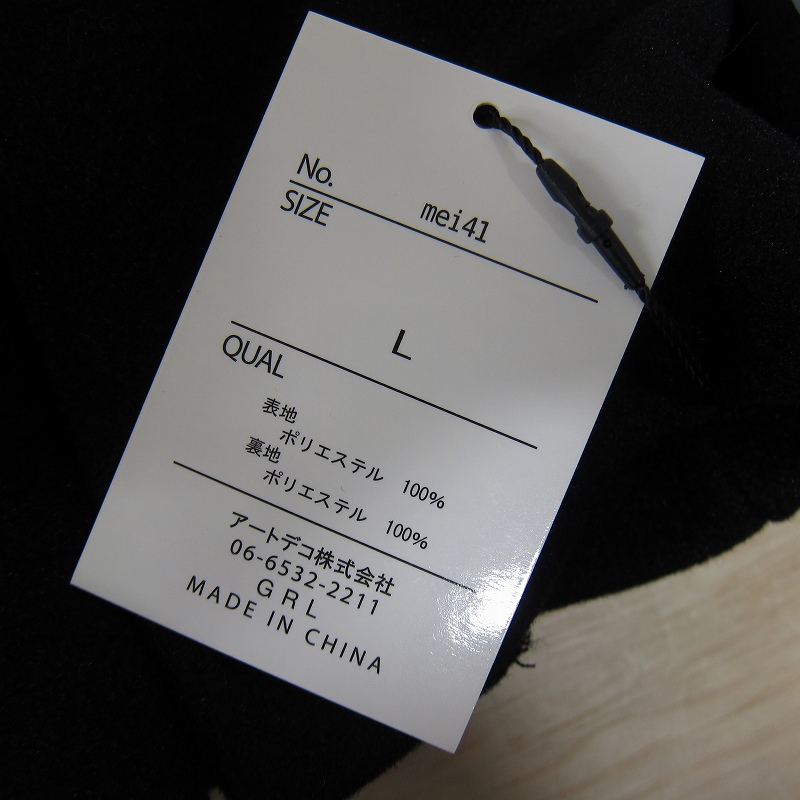 No.
mei41
SIZE
L
QUAL
表地
ポリエステル 100%
裏地
ポリエステル 100%
アートデコ株式会社
06-6532-2211
GRL
MADE IN CHINA